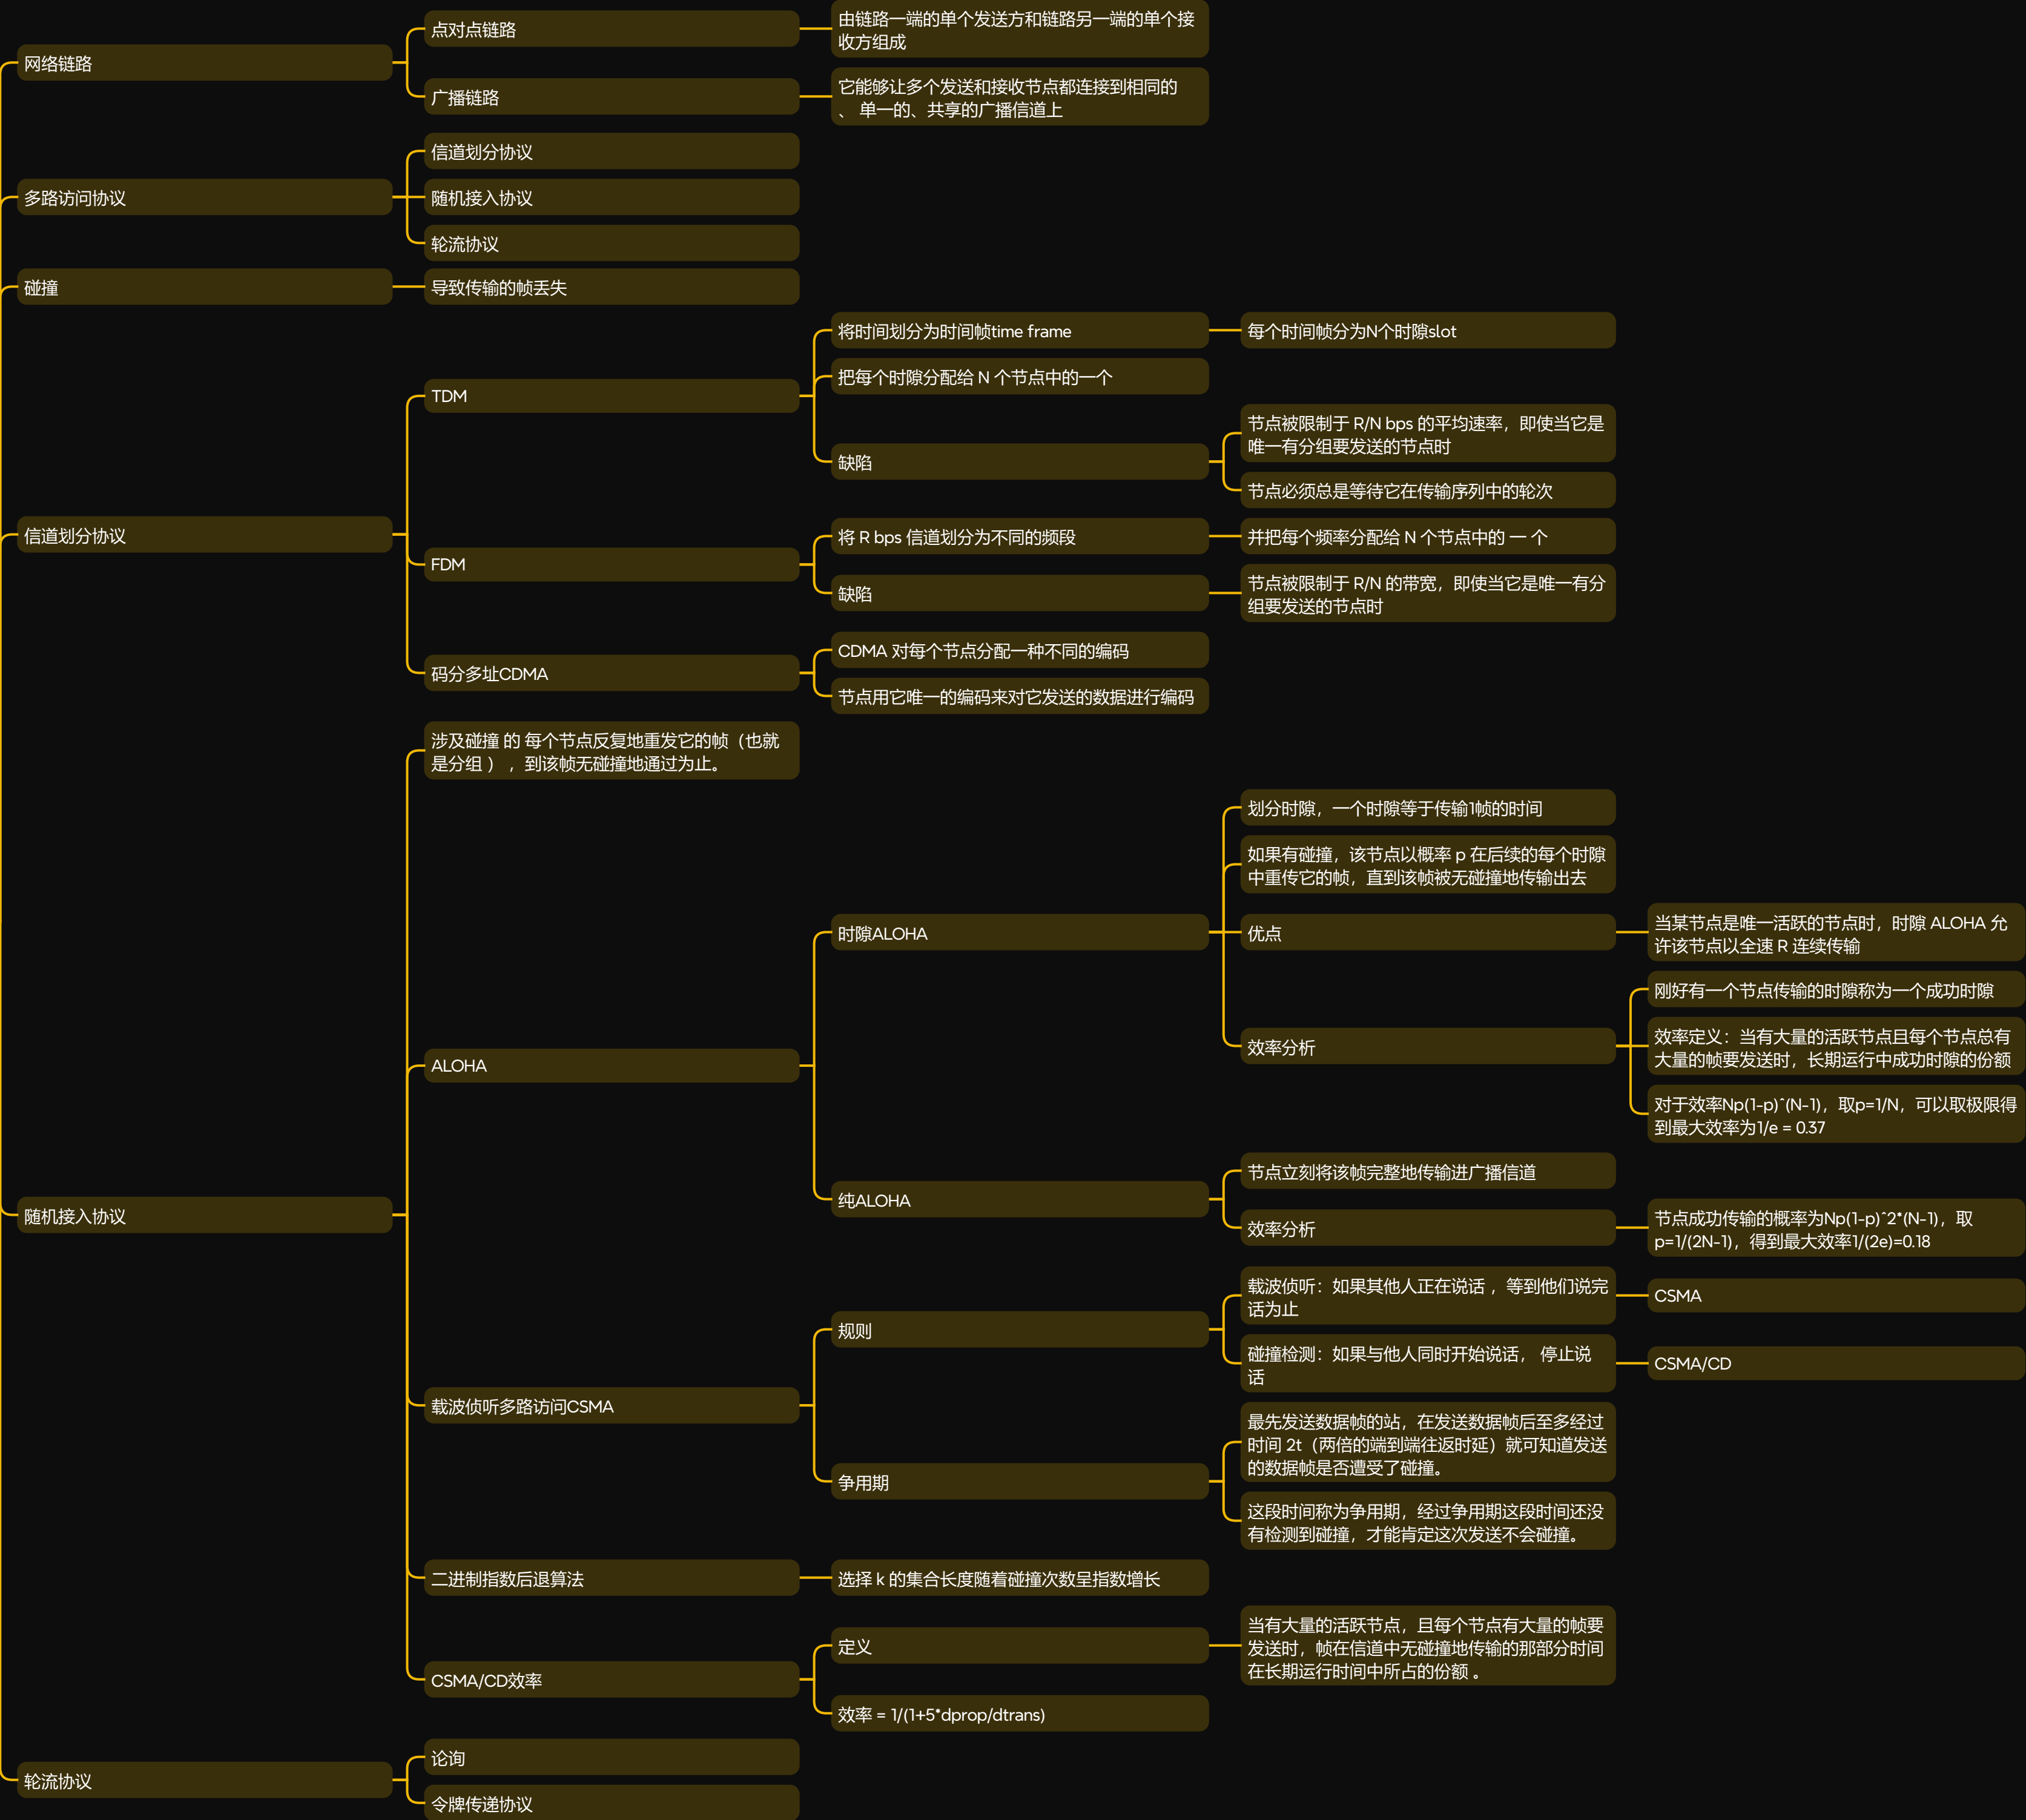 网络链路
点对点链路
由链路一端的单个发送方和链路另一端的单个接
收方组成
广播链路
它能够让多个发送和接收节点都连接到相同的
、 单一的、共享的广播信道上
多路访问协议
信道划分协议
随机接入协议
轮流协议
碰撞
导致传输的帧丢失
信道划分协议
TDM
将时间划分为时间帧time frame
每个时间帧分为N个时隙slot
把每个时隙分配给 N 个节点中的一个
缺陷
节点被限制于 R/N bps 的平均速率，即使当它是
唯一有分组要发送的节点时
节点必须总是等待它在传输序列中的轮次
FDM
将 R bps 信道划分为不同的频段
并把每个频率分配给 N 个节点中的 一 个
缺陷
节点被限制于 R/N 的带宽，即使当它是唯一有分
组要发送的节点时
码分多址CDMA
CDMA 对每个节点分配一种不同的编码
节点用它唯一的编码来对它发送的数据进行编码
随机接入协议
涉及碰撞 的 每个节点反复地重发它的帧（也就
是分组 ） ，到该帧无碰撞地通过为止。
ALOHA
时隙ALOHA
划分时隙，一个时隙等于传输1帧的时间
如果有碰撞，该节点以概率 p 在后续的每个时隙
中重传它的帧，直到该帧被无碰撞地传输出去
优点
当某节点是唯一活跃的节点时，时隙 ALOHA 允
许该节点以全速 R 连续传输
效率分析
刚好有一个节点传输的时隙称为一个成功时隙
效率定义：当有大量的活跃节点且每个节点总有
大量的帧要发送时，长期运行中成功时隙的份额
对于效率Np(1-p)^(N-1)，取p=1/N，可以取极限得
到最大效率为1/e = 0.37
纯ALOHA
节点立刻将该帧完整地传输进广播信道
效率分析
节点成功传输的概率为Np(1-p)^2*(N-1)，取
p=1/(2N-1)，得到最大效率1/(2e)=0.18
载波侦听多路访问CSMA
规则
载波侦听：如果其他人正在说话 ，等到他们说完
话为止
CSMA
碰撞检测：如果与他人同时开始说话， 停止说
话
CSMA/CD
争用期
最先发送数据帧的站，在发送数据帧后至多经过
时间 2t（两倍的端到端往返时延）就可知道发送
的数据帧是否遭受了碰撞。
这段时间称为争用期，经过争用期这段时间还没
有检测到碰撞，才能肯定这次发送不会碰撞。
二进制指数后退算法
选择 k 的集合长度随着碰撞次数呈指数增长
CSMA/CD效率
定义
当有大量的活跃节点，且每个节点有大量的帧要
发送时，帧在信道中无碰撞地传输的那部分时间
在长期运行时间中所占的份额 。
效率 = 1/(1+5*dprop/dtrans)
轮流协议
论询
令牌传递协议